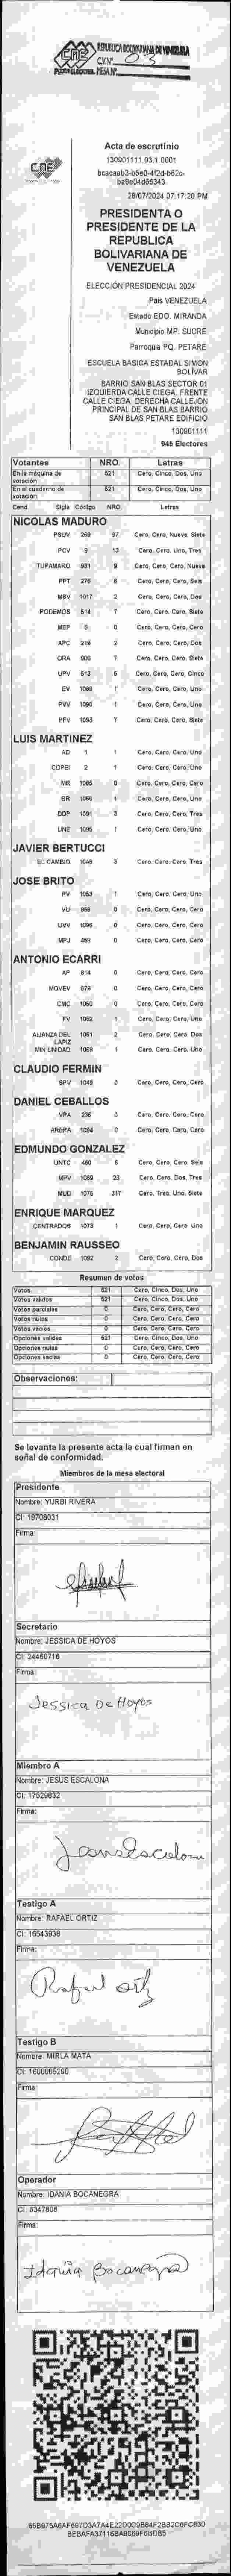 REPUBLICA BOLIVARIANA DE VENEZUELA
CNE
C.V.Nº 03
PODER ELECTORAL MESA Nº
Acta de escrutinio
130901111.03.1.0001
28/07/2024 07:17:20 PM
PRESIDENTA O
PRESIDENTE DE LA
REPUBLICA
BOLIVARIANA DE
VENEZUELA
ELECCIÓN PRESIDENCIAL 2024
País VENEZUELA
Estado EDO. MIRANDA
Municipio MP. SUCRE
Parroquia PQ. PETARE
ESCUELA BÁSICA ESTADAL SIMON
BOLÍVAR
BARRIO SAN BLAS SECTOR 01
IZQUIERDA CALLE CIEGA. FRENTE
CALLE CIEGA. DERECHA CALLEJÓN
PRINCIPAL DE SAN BLAS BARRIO
SAN BLAS PETARE EDIFICIO
130901111
945 Electores
Votantes NRO. Letras
En la máquina de votación 521 Cero, Cinco, Dos, Uno
En el cuaderno de votación 521 Cero, Cinco, Dos, Uno
Cand Sigla Código NRO. Letras
NICOLAS MADURO
PSUV 269 97 Cero, Cero, Nueve, Siete
PCV 9 13 Cero, Cero, Uno, Tres
TUPAMARO 931 9 Cero, Cero, Cero, Nueve
PPT 276 6 Cero, Cero, Cero, Seis
MSV 1017 2 Cero, Cero, Cero, Dos
PODEMOS 514 7 Cero, Cero, Cero, Siete
MEP 0 Cero, Cero, Cero, Cero
APC 219 2 Cero, Cero, Cero, Dos
ORA 906 7 Cero, Cero, Cero, Siete
UPV 613 5 Cero, Cero, Cero, Cinco
EV 1088 1 Cero, Cero, Cero, Uno
PVV 1090 1 Cero, Cero, Cero, Uno
PFV 1093 7 Cero, Cero, Cero, Siete
LUIS MARTINEZ
AD 1 1 Cero, Cero, Cero, Uno
COPEI 2 1 Cero, Cero, Cero, Uno
MR 1065 0 Cero, Cero, Cero, Cero
BR 1066 1 Cero, Cero, Cero, Uno
DDP 1091 3 Cero, Cero, Cero, Tres
UNE 1095 1 Cero, Cero, Cero, Uno
JAVIER BERTUCCI
EL CAMBIO 1048 3 Cero, Cero, Cero, Tres
JOSE BRITO
PV 1053 1 Cero, Cero, Cero, Uno
VU 886 0 Cero, Cero, Cero, Cero
UVV 1096 0 Cero, Cero, Cero, Cero
MPJ 459 0 Cero, Cero, Cero, Cero
ANTONIO ECARRI
AP 814 0 Cero, Cero, Cero, Cero
MOVEV 878 0 Cero, Cero, Cero, Cero
CMC 1050 0 Cero, Cero, Cero, Cero
FV 1052 1 Cero, Cero, Cero, Uno
ALIANZA DEL LAPIZ 1051 2 Cero, Cero, Cero, Dos
MIN UNIDAD 1068 1 Cero, Cero, Cero, Uno
CLAUDIO FERMIN
SPV 1045 0 Cero, Cero, Cero, Cero
DANIEL CEBALLOS
VPA 236 0 Cero, Cero, Cero, Cero
AREPA 1094 0 Cero, Cero, Cero, Cero
EDMUNDO GONZALEZ
UNTC 460 6 Cero, Cero, Cero, Seis
MPV 1069 23 Cero, Cero, Dos, Tres
MUD 1075 317 Cero, Tres, Uno, Siete
ENRIQUE MARQUEZ
CENTRADOS 1073 1 Cero, Cero, Cero, Uno
BENJAMIN RAUSSEO
CONDE 1092 2 Cero, Cero, Cero, Dos
Resumen de votos
Votos 521 Cero, Cinco, Dos, Uno
Votos validos 521 Cero, Cinco, Dos, Uno
Votos parciales 0 Cero, Cero, Cero, Cero
Votos nulos 0 Cero, Cero, Cero, Cero
Votos vacios 0 Cero, Cero, Cero, Cero
Opciones validas 521 Cero, Cinco, Dos, Uno
Opciones nulas 0 Cero, Cero, Cero, Cero
Opciones vacias 0 Cero, Cero, Cero, Cero
Observaciones:
Se levanta la presente acta la cual firman en
señal de conformidad.
Miembros de la mesa electoral
Presidente
Nombre: YURBI RIVERA
CI: 18708031
Firma:
Secretario
Nombre: JESSICA DE HOYOS
CI: 24460716
Firma:
Jessica De Hoyos
Miembro A
Nombre: JESUS ESCALONA
CI: 17529832
Firma:
Testigo A
Nombre: RAFAEL ORTIZ
CI: 16543938
Firma:
Rafael ortiz
Testigo B
Nombre: MIRLA MATA
CI: 1600005290
Firma:
Operador
Nombre: IDANIA BOCANEGRA
CI: 6347806
Firma:
Idania Bocanegra